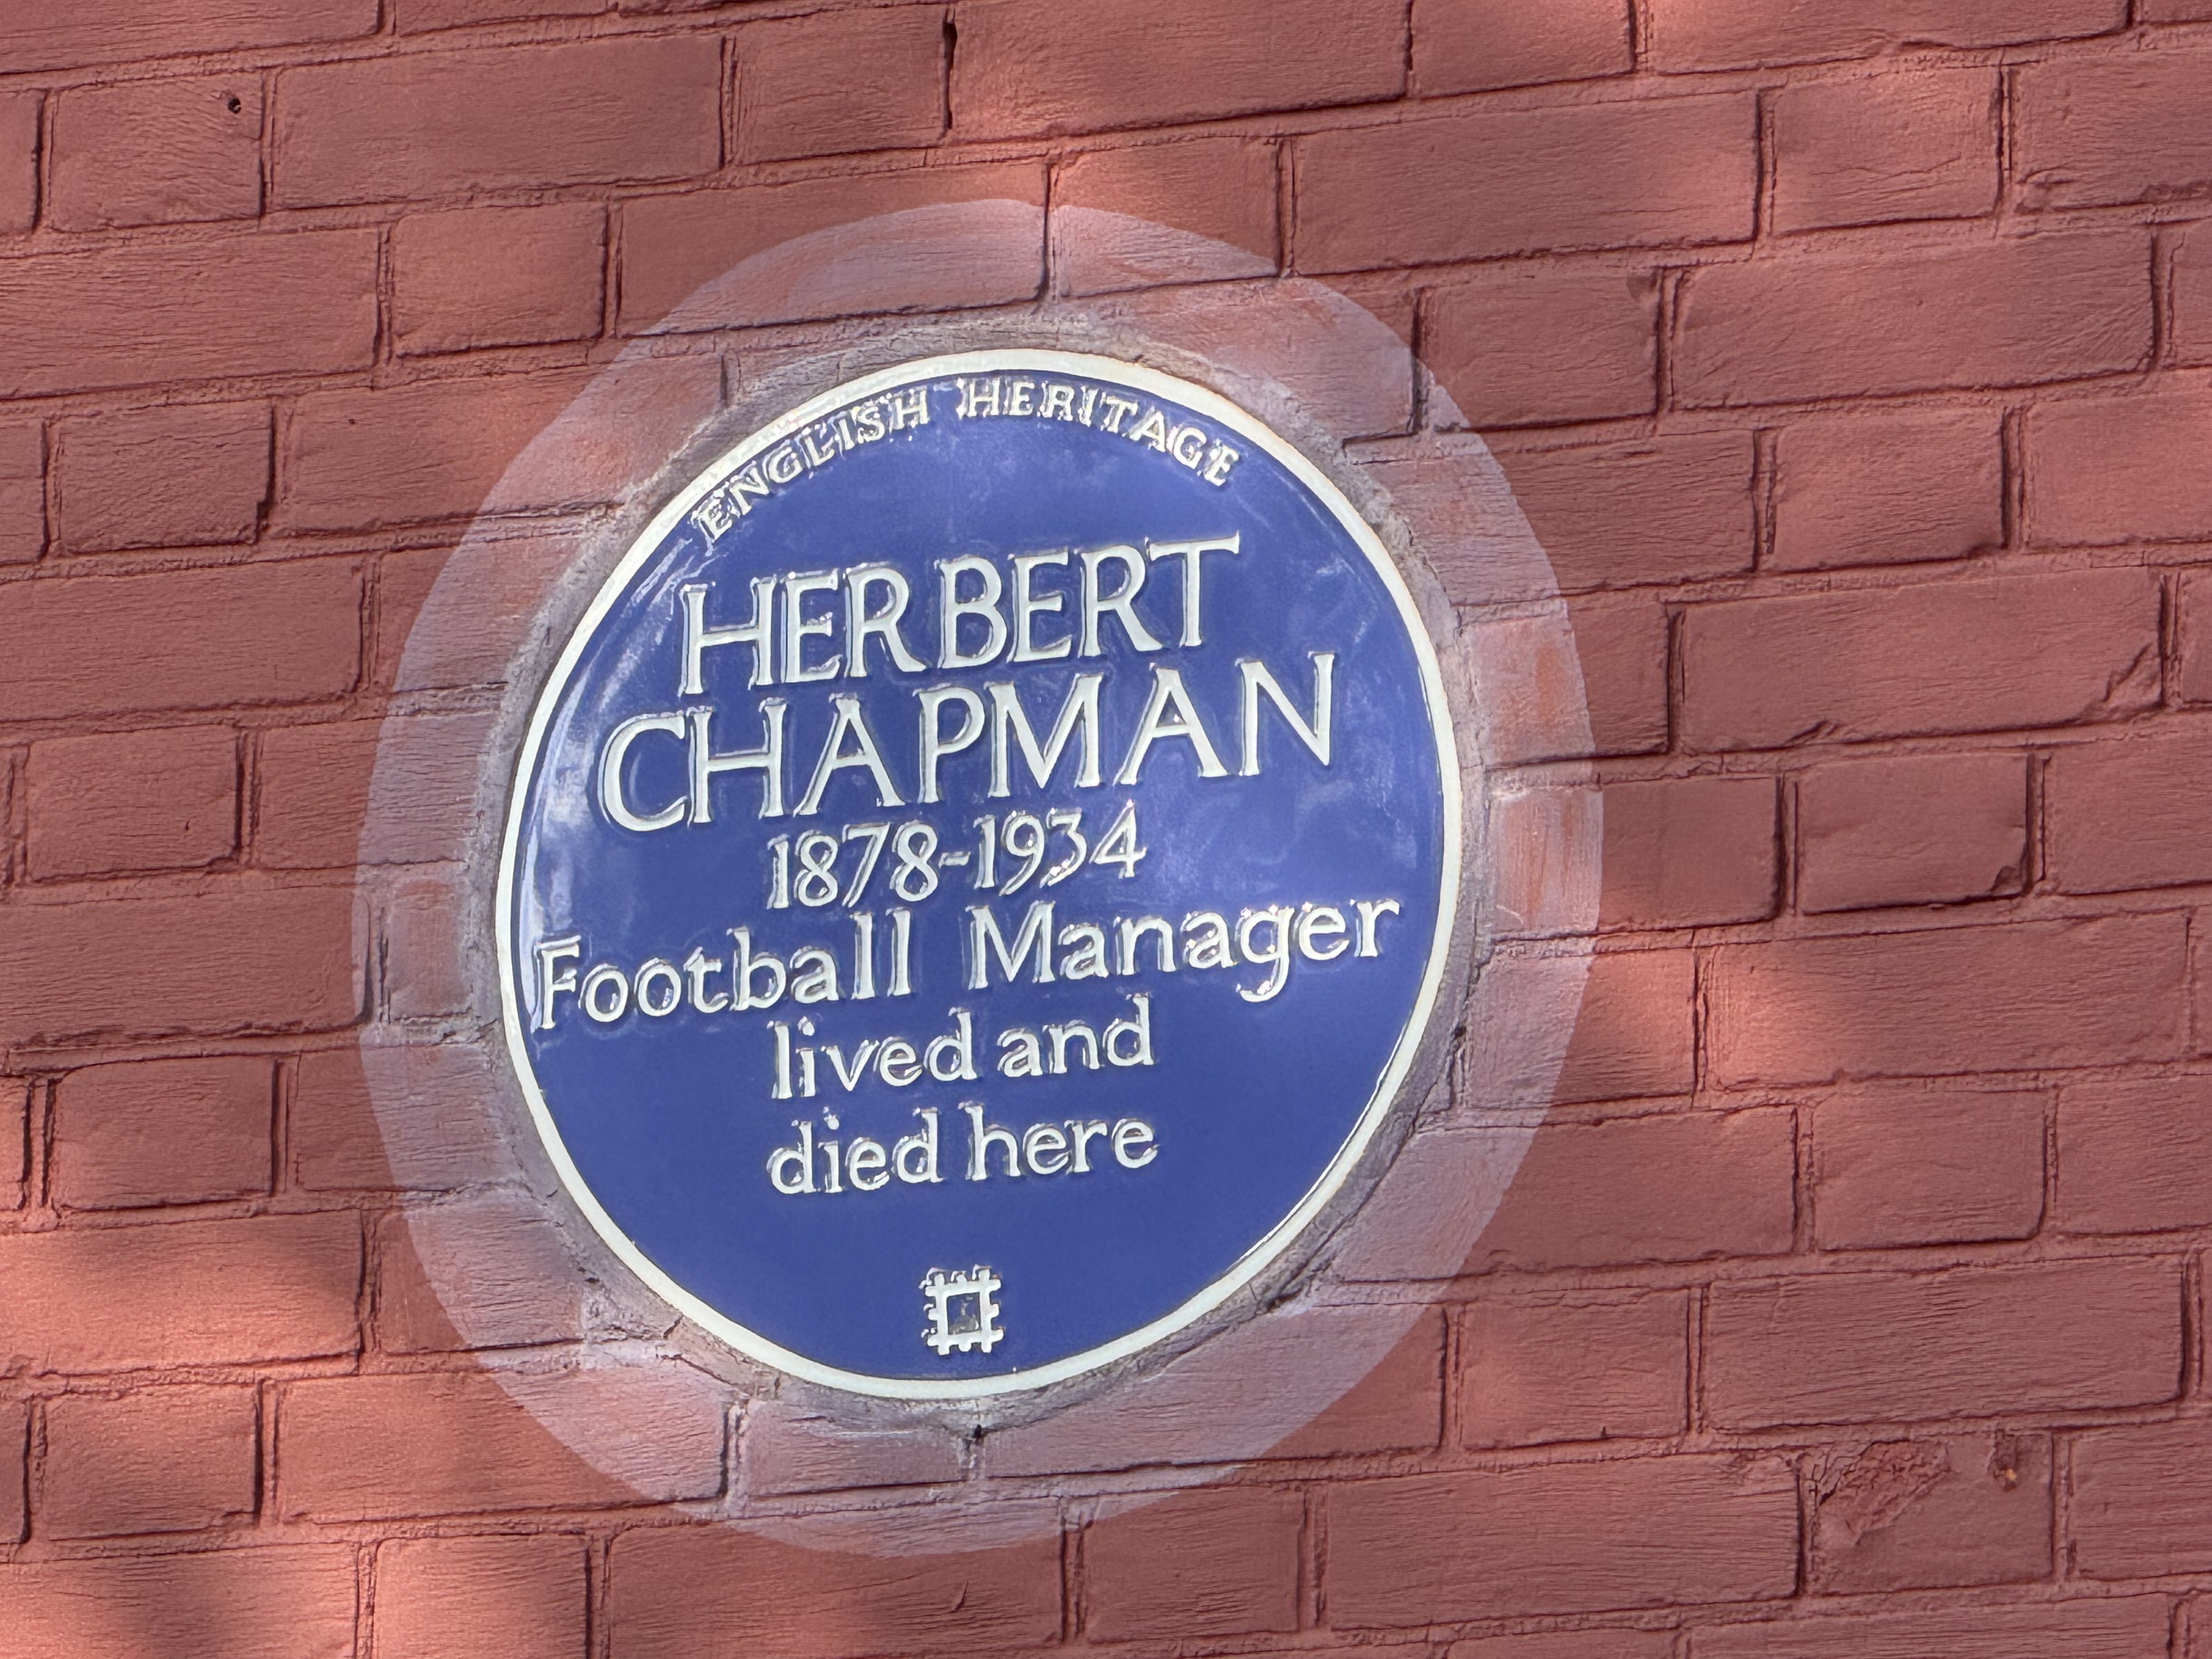 ENGLISH HERITAGE
HERBERT
CHAPMAN
1878-1934
Football Manager
lived and
died here